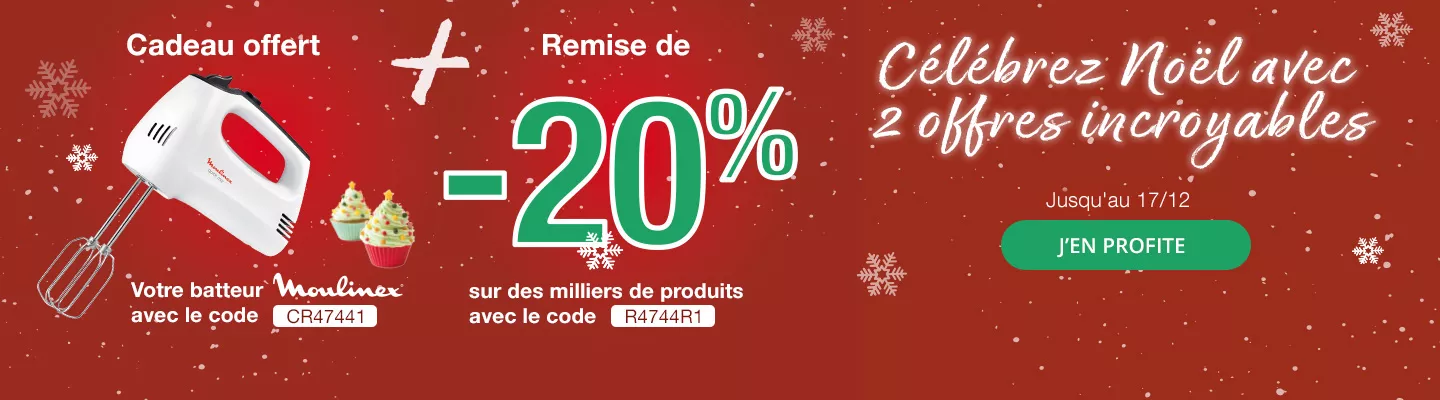 Cadeau offert
Moulinex
Votre batteur Moulinex
avec le code CR47441
+
Remise de
-20%
sur des milliers de produits
avec le code R4744R1
Célébrez Noël avec
2 offres incroyables
Jusqu'au 17/12
J'EN PROFITE